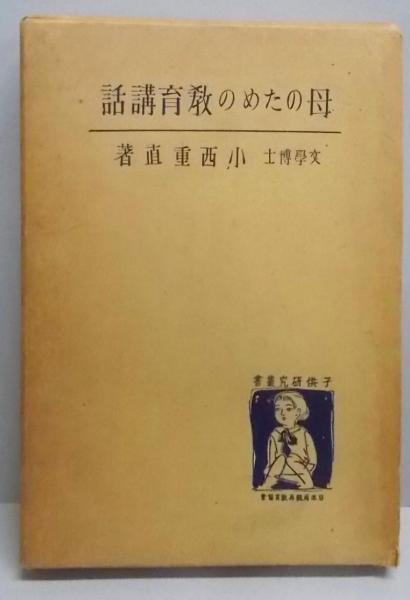 母のための敎育講話
文學博士 小西重直 著
子供研究叢書